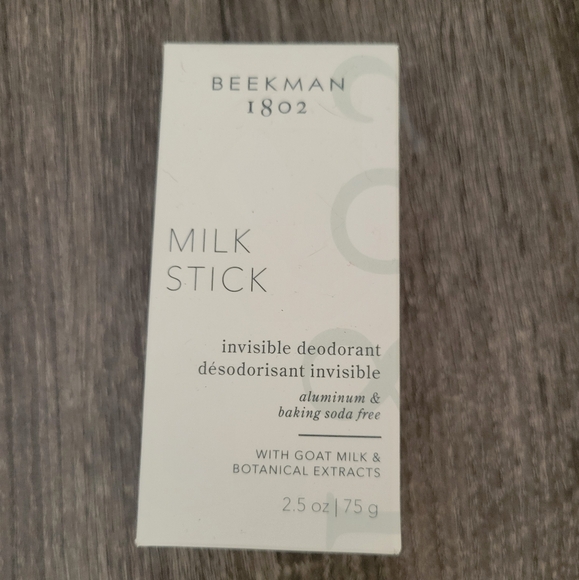 BEEKMAN
1802
MILK
STICK
invisible deodorant
désodorisant invisible
aluminum &
baking soda free
WITH GOAT MILK &
BOTANICAL EXTRACTS
2.5 oz | 75 g
1802